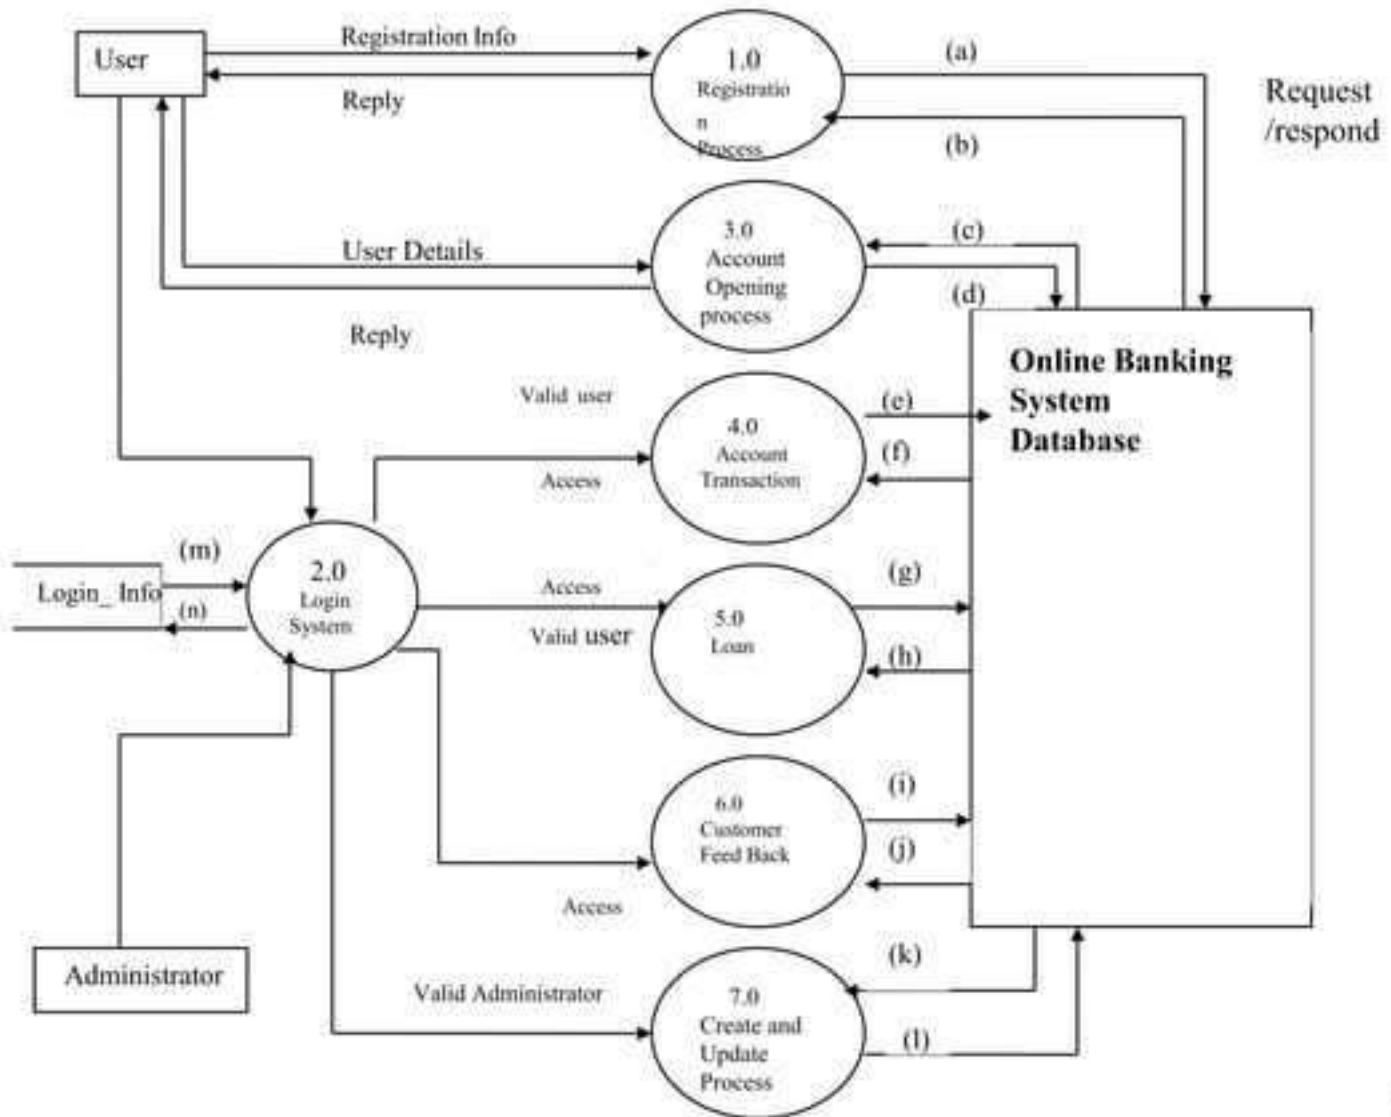 User
Registration Info
Reply
1.0
Registratio
n
Process
(a)
(b)
Request
/respond
User Details
Reply
3.0
Account
Opening
process
(c)
(d)
Online Banking
System
Database
Valid user
Access
4.0
Account
Transaction
(e)
(f)
Login_ Info
(m)
(n)
2.0
Login
System
Access
Valid user
5.0
Loan
(g)
(h)
6.0
Customer
Feed Back
(i)
(j)
Access
Administrator
Valid Administrator
7.0
Create and
Update
Process
(k)
(l)